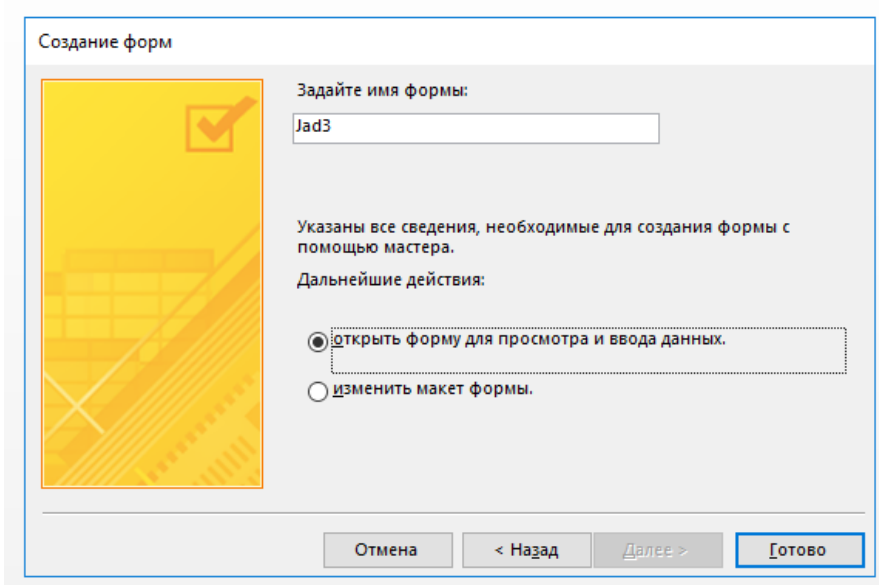 Создание форм
Задайте имя формы:
Jad3
Указаны все сведения, необходимые для создания формы с
помощью мастера.
Дальнейшие действия:
открыть форму для просмотра и ввода данных.
изменить макет формы.
Отмена
< Назад
Далее >
Готово